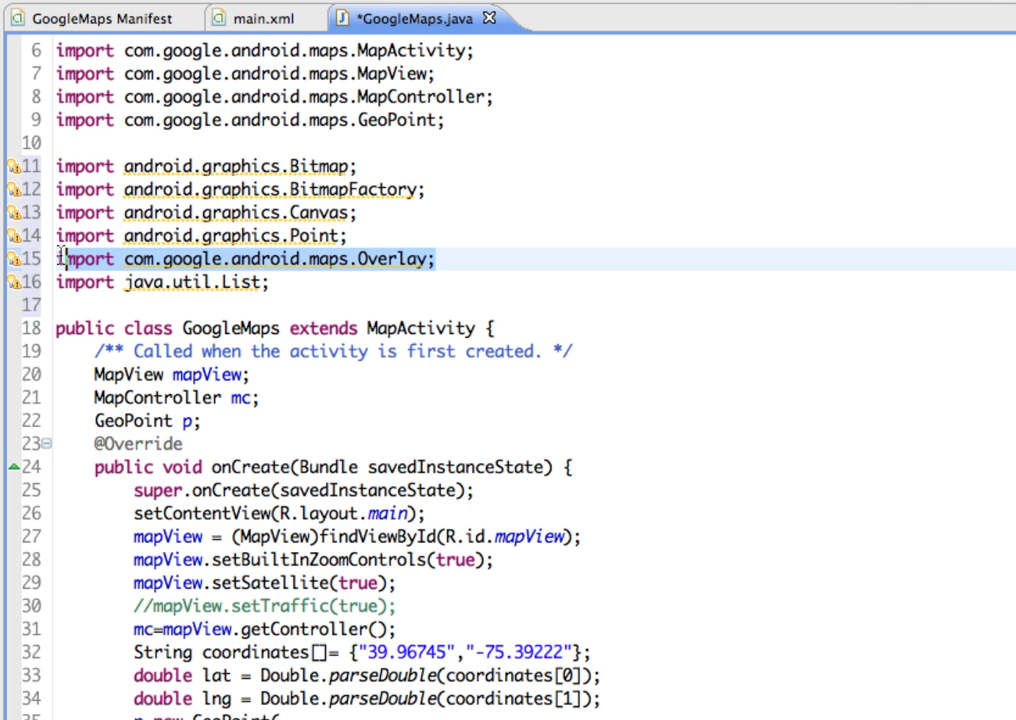 GoogleMaps Manifest main.xml *GoogleMaps.java
6 import com.google.android.maps.MapActivity;
7 import com.google.android.maps.MapView;
8 import com.google.android.maps.MapController;
9 import com.google.android.maps.GeoPoint;
10
11 import android.graphics.Bitmap;
12 import android.graphics.BitmapFactory;
13 import android.graphics.Canvas;
14 import android.graphics.Point;
15 import com.google.android.maps.Overlay;
16 import java.util.List;
17
18 public class GoogleMaps extends MapActivity {
19 /** Called when the activity is first created. */
20 MapView mapView;
21 MapController mc;
22 GeoPoint p;
23 @Override
24 public void onCreate(Bundle savedInstanceState) {
25 super.onCreate(savedInstanceState);
26 setContentView(R.layout.main);
27 mapView = (MapView)findViewById(R.id.mapView);
28 mapView.setBuiltInZoomControls(true);
29 mapView.setSatellite(true);
30 //mapView.setTraffic(true);
31 mc=mapView.getController();
32 String coordinates[]= {"39.96745","-75.39222"};
33 double lat = Double.parseDouble(coordinates[0]);
34 double lng = Double.parseDouble(coordinates[1]);